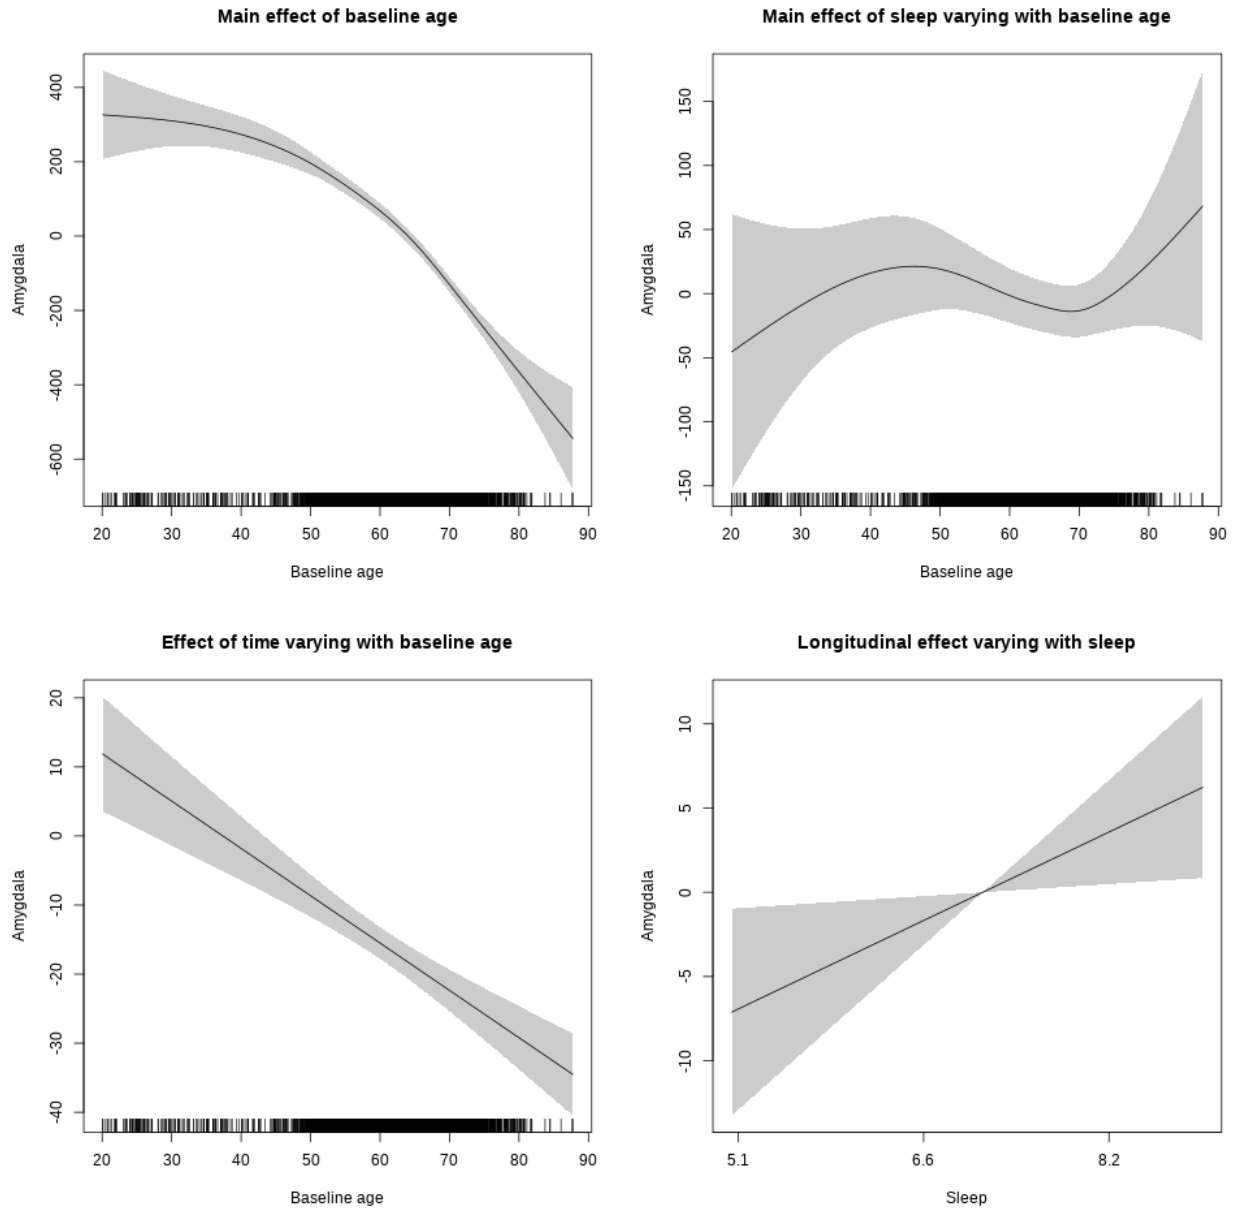 Main effect of baseline age
Amygdala
400
200
0
-200
-400
-600
20 30 40 50 60 70 80 90
Baseline age
Main effect of sleep varying with baseline age
Amygdala
150
100
50
0
-50
-100
-150
20 30 40 50 60 70 80 90
Baseline age
Effect of time varying with baseline age
Amygdala
20
10
0
-10
-20
-30
-40
20 30 40 50 60 70 80 90
Baseline age
Longitudinal effect varying with sleep
Amygdala
10
5
0
-5
-10
5.1 6.6 8.2
Sleep